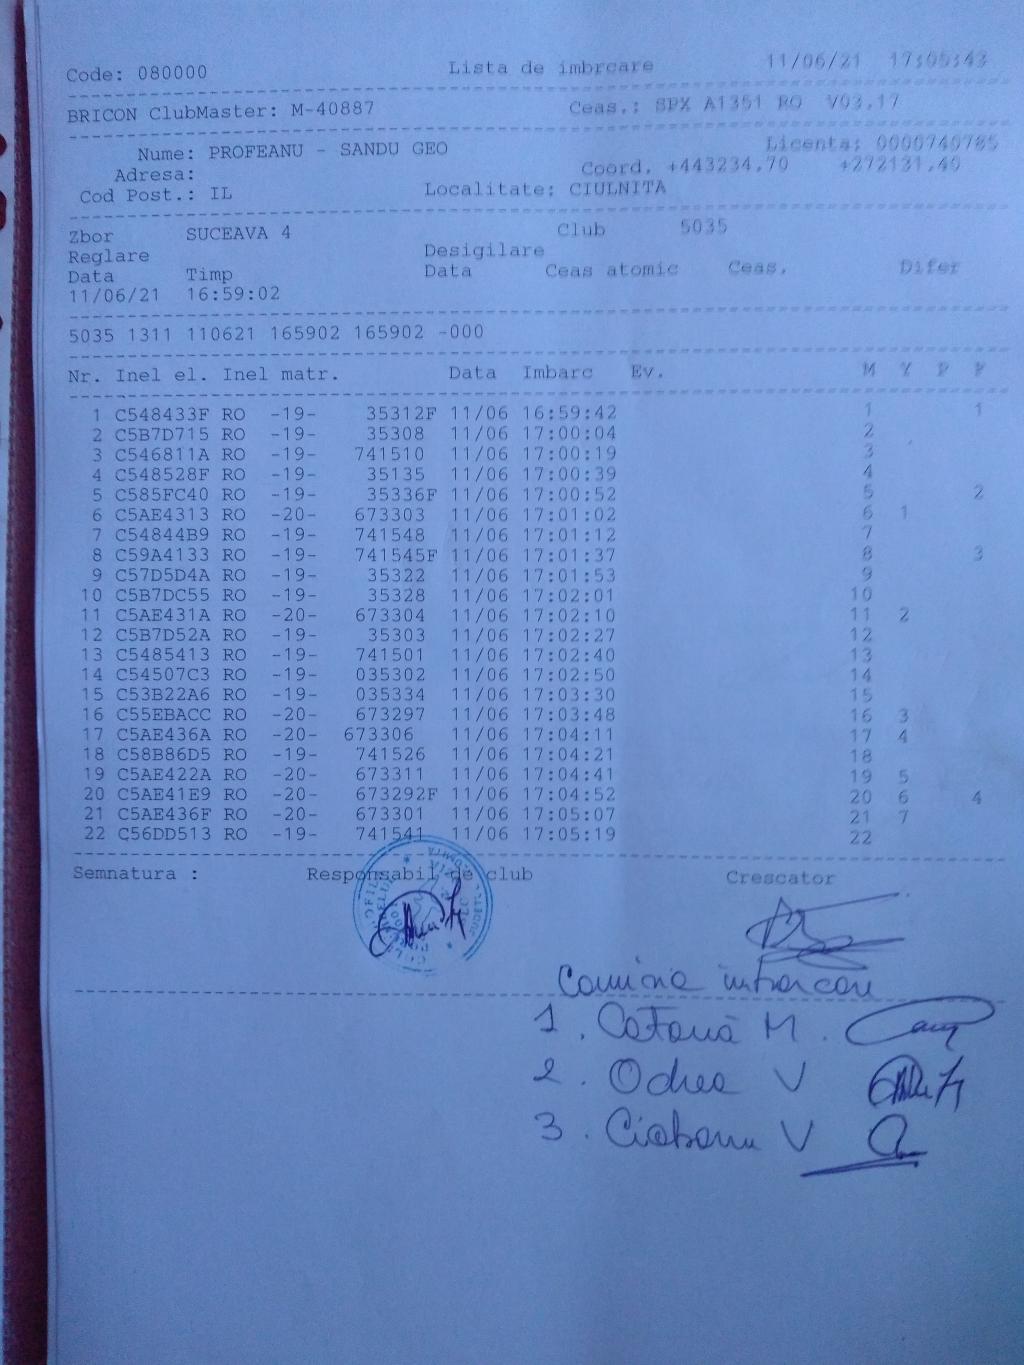 Code: 080000 Lista de imbrcare 11/06/21 17:05:43
BRICON ClubMaster: M-40887 Ceas.: SPX A1351 RO V03.17
Licenta: 0000740785
Nume: PROFEANU - SANDU GEO
Adresa: Coord. +443234.70 +272131.40
Cod Post.: IL Localitate: CIULNITA
Zbor SUCEAVA 4 Club 5035
Reglare Desigilare
Data Timp Data Ceas atomic Ceas. Difer
11/06/21 16:59:02
5035 1311 110621 165902 165902 -000
Nr. Inel el. Inel matr. Data Imbarc Ev. M Y P F
1 C548433F RO -19- 35312F 11/06 16:59:42 1 1
2 C5B7D715 RO -19- 35308 11/06 17:00:04 2
3 C546811A RO -19- 741510 11/06 17:00:19 3
4 C548528F RO -19- 35135 11/06 17:00:39 4
5 C585FC40 RO -19- 35336F 11/06 17:00:52 5 2
6 C5AE4313 RO -20- 673303 11/06 17:01:02 6 1
7 C54844B9 RO -19- 741548 11/06 17:01:12 7
8 C59A4133 RO -19- 741545F 11/06 17:01:37 8 3
9 C57D5D4A RO -19- 35322 11/06 17:01:53 9
10 C5B7DC55 RO -19- 35328 11/06 17:02:01 10
11 C5AE431A RO -20- 673304 11/06 17:02:10 11 2
12 C5B7D52A RO -19- 35303 11/06 17:02:27 12
13 C5485413 RO -19- 741501 11/06 17:02:40 13
14 C54507C3 RO -19- 035302 11/06 17:02:50 14
15 C53B22A6 RO -19- 035334 11/06 17:03:30 15
16 C55EBACC RO -20- 673297 11/06 17:03:48 16 3
17 C5AE436A RO -20- 673306 11/06 17:04:11 17 4
18 C58B86D5 RO -19- 741526 11/06 17:04:21 18
19 C5AE422A RO -20- 673311 11/06 17:04:41 19 5
20 C5AE41E9 RO -20- 673292F 11/06 17:04:52 20 6 4
21 C5AE436F RO -20- 673301 11/06 17:05:07 21 7
22 C56DD513 RO -19- 741541 11/06 17:05:19 22
Semnatura : Responsabil de club Crescator
1. Catană M.
2. Odrea V
3. Ciobanu V